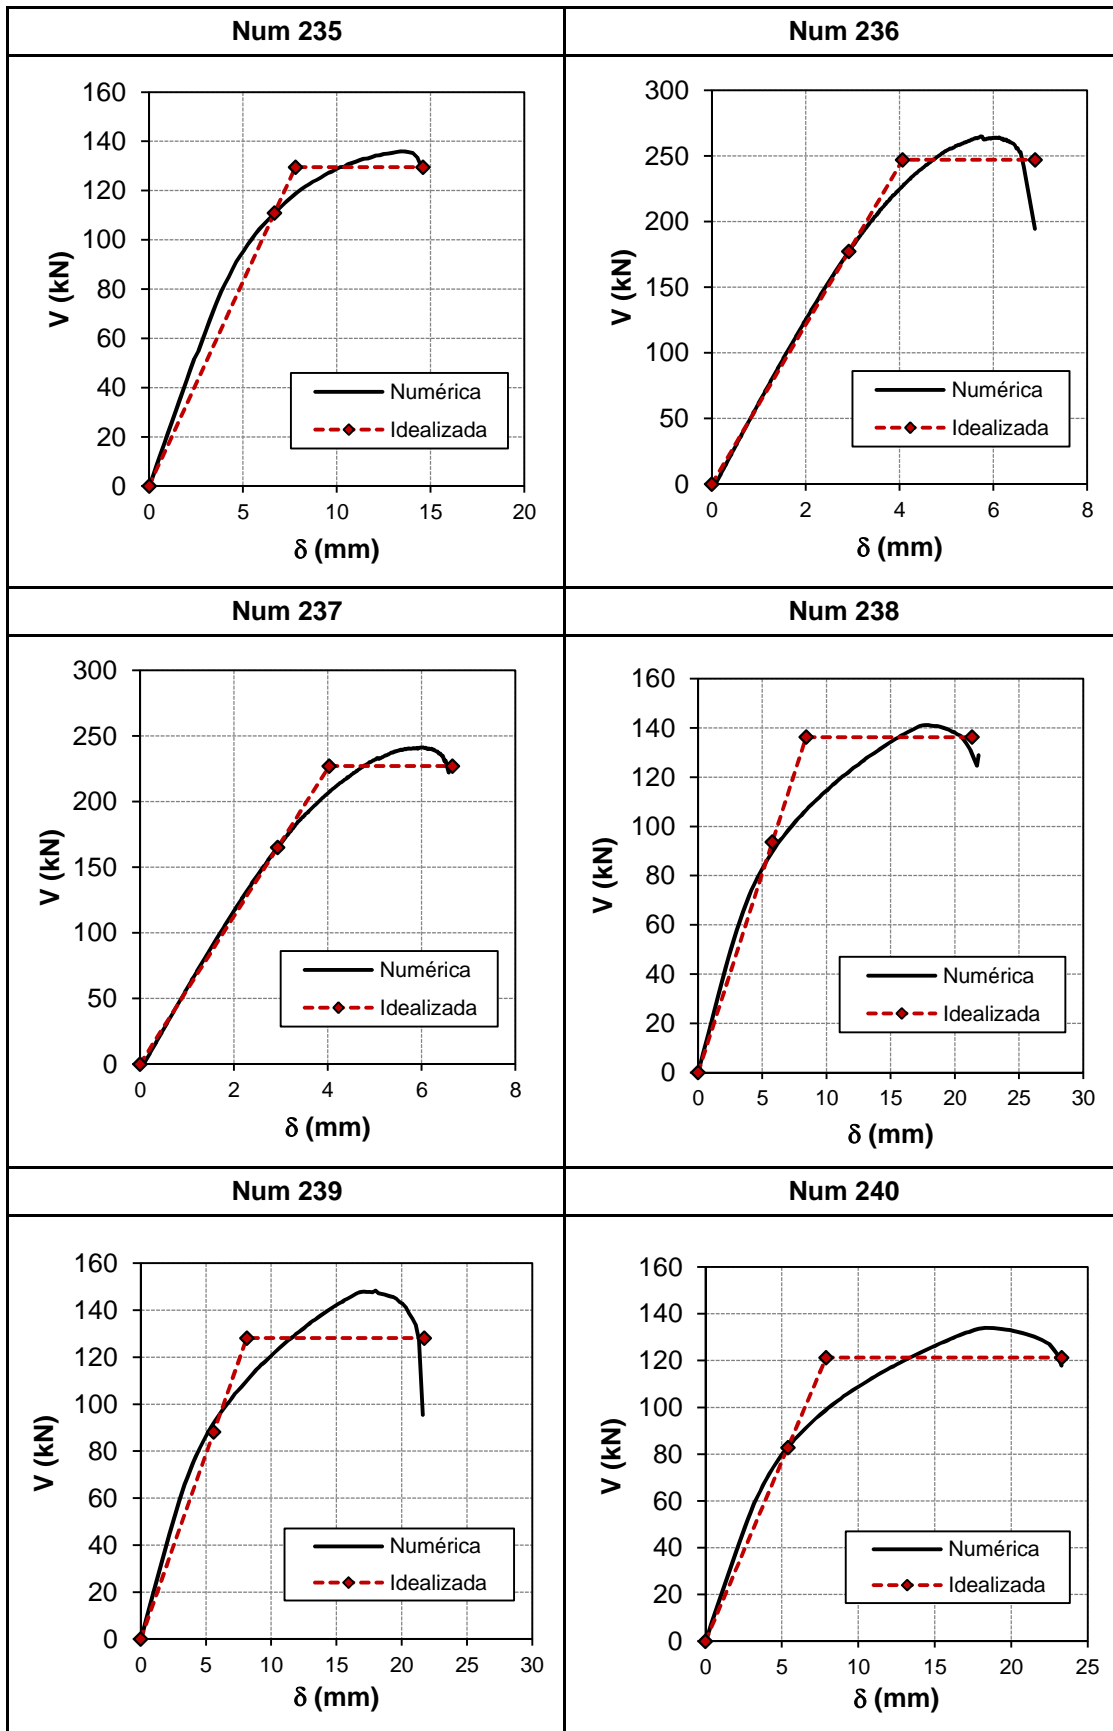 Num 235
Num 236
160
140
120
100
80
60
40
20
0
V (kN)
Numérica
Idealizada
0 5 10 15 20
δ (mm)
300
250
200
150
100
50
0
V (kN)
Numérica
Idealizada
0 2 4 6 8
δ (mm)
Num 237
Num 238
300
250
200
150
100
50
0
V (kN)
Numérica
Idealizada
0 2 4 6 8
δ (mm)
160
140
120
100
80
60
40
20
0
V (kN)
Numérica
Idealizada
0 5 10 15 20 25 30
δ (mm)
Num 239
Num 240
160
140
120
100
80
60
40
20
0
V (kN)
Numérica
Idealizada
0 5 10 15 20 25 30
δ (mm)
160
140
120
100
80
60
40
20
0
V (kN)
Numérica
Idealizada
0 5 10 15 20 25
δ (mm)